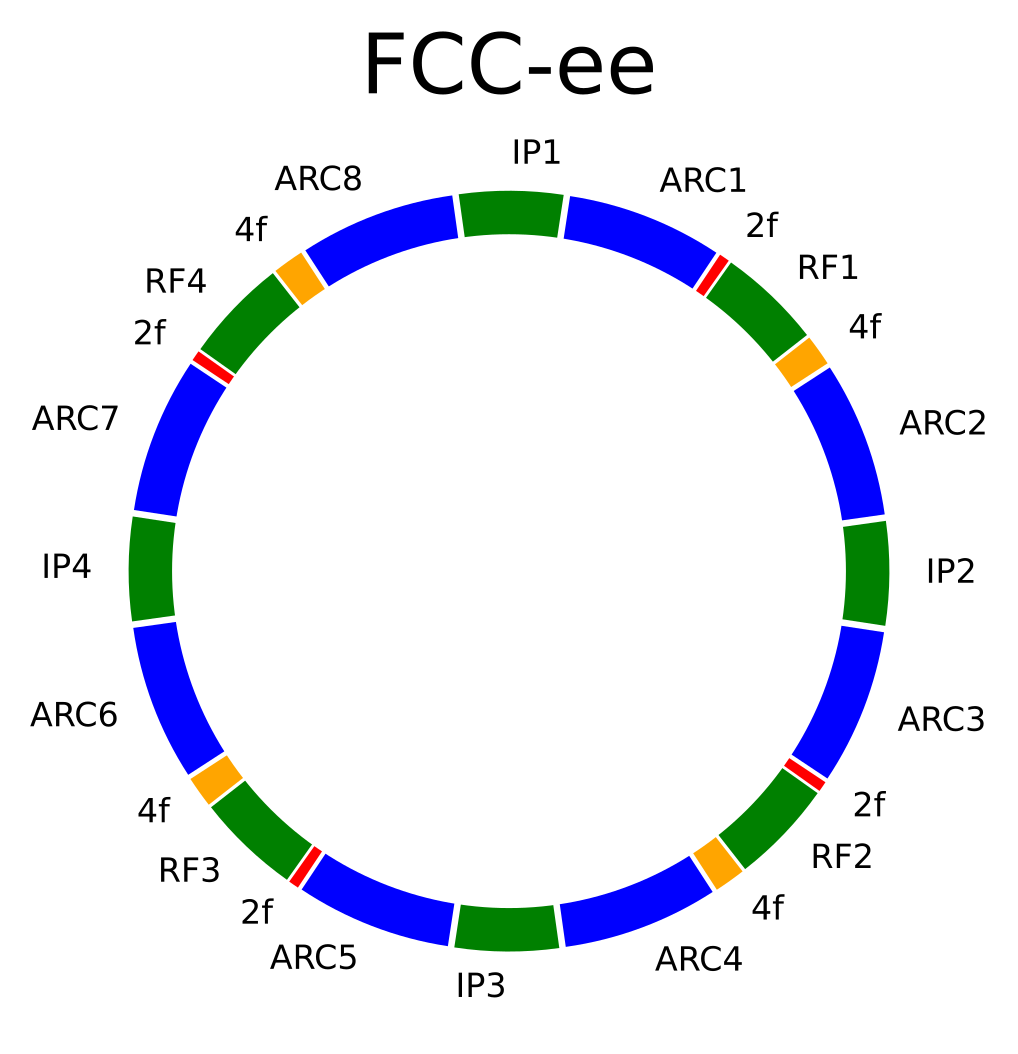 FCC-ee
IP1
ARC1
2f
RF1
4f
ARC2
IP2
ARC3
2f
RF2
4f
ARC4
IP3
ARC5
2f
RF3
4f
ARC6
IP4
ARC7
2f
RF4
4f
ARC8